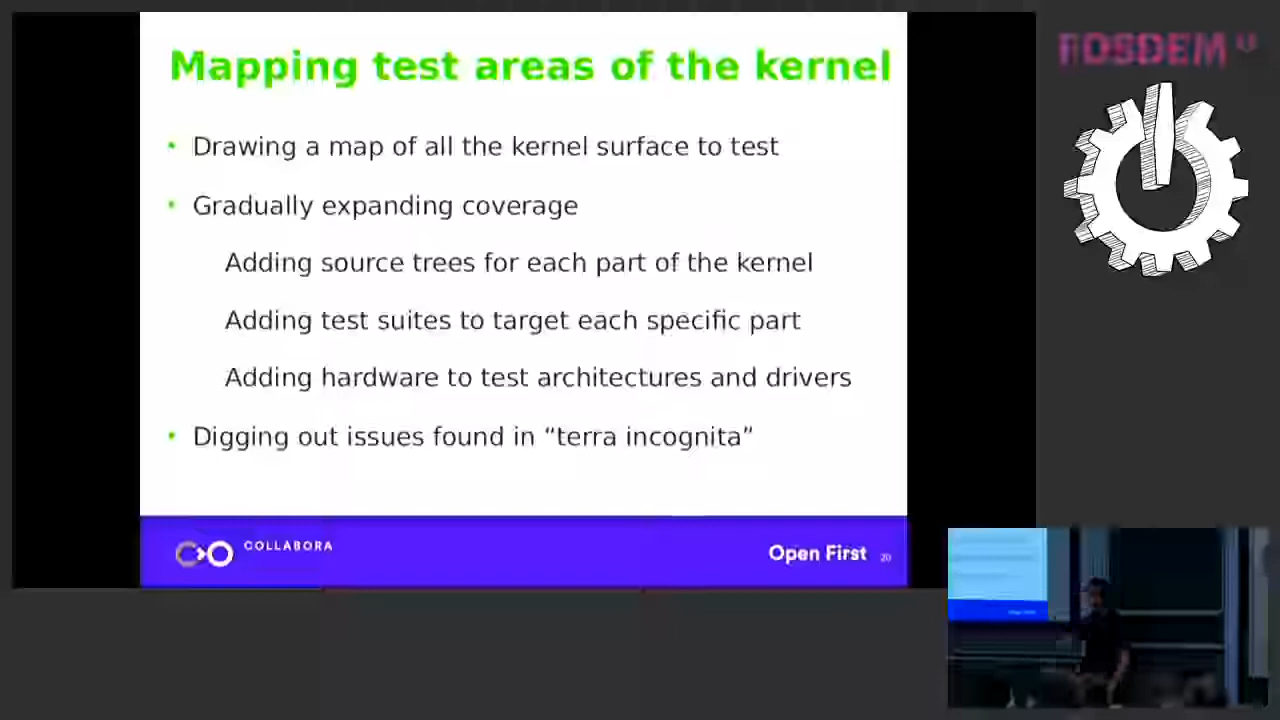 Mapping test areas of the kernel
• Drawing a map of all the kernel surface to test
• Gradually expanding coverage
Adding source trees for each part of the kernel
Adding test suites to target each specific part
Adding hardware to test architectures and drivers
• Digging out issues found in “terra incognita”
COLLABORA
Open First 20
FOSDEM